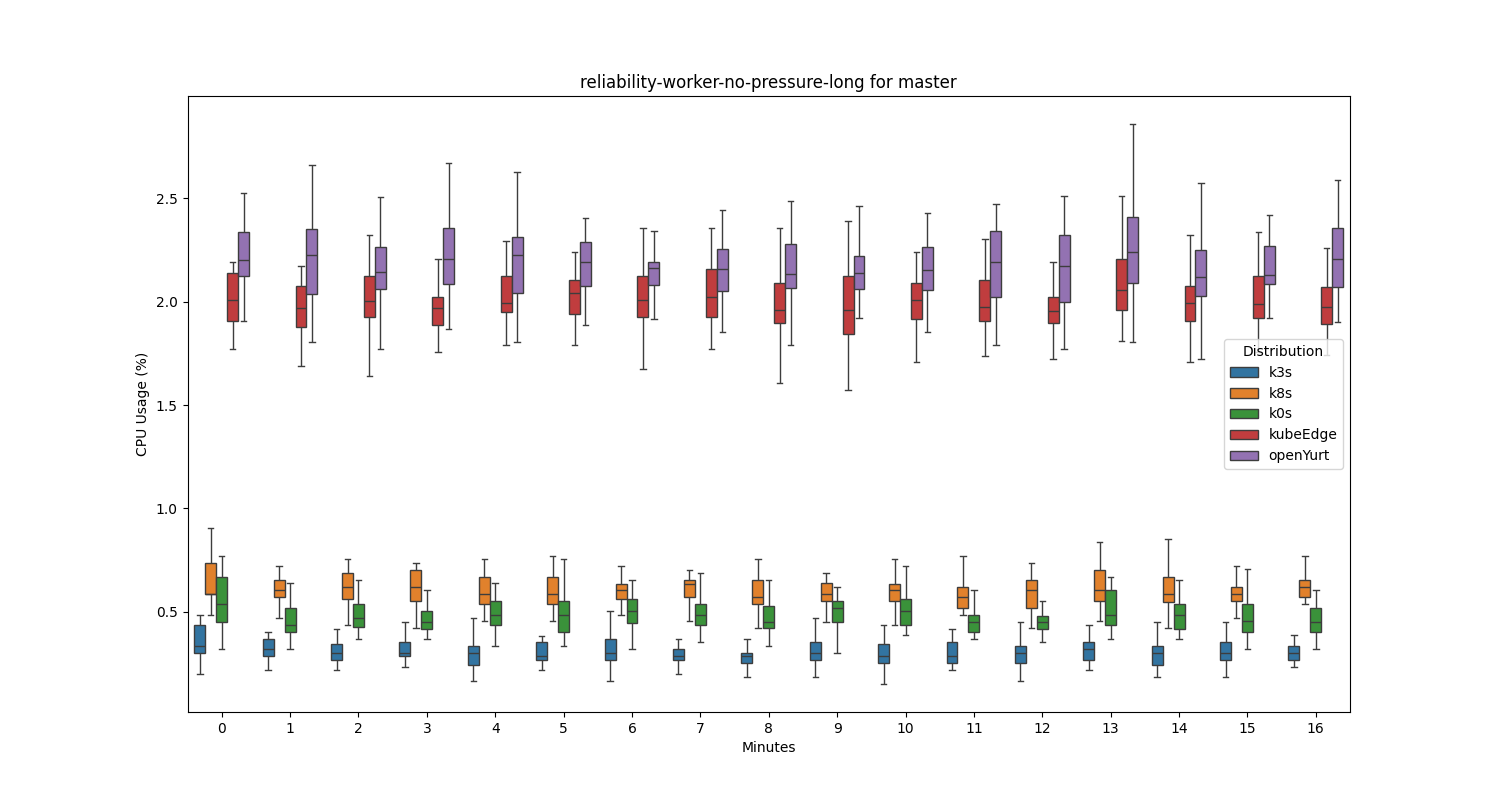 reliability-worker-no-pressure-long for master
CPU Usage (%)
2.5
2.0
1.5
1.0
0.5
Distribution
k3s
k8s
k0s
kubeEdge
openYurt
0 1 2 3 4 5 6 7 8 9 10 11 12 13 14 15 16
Minutes